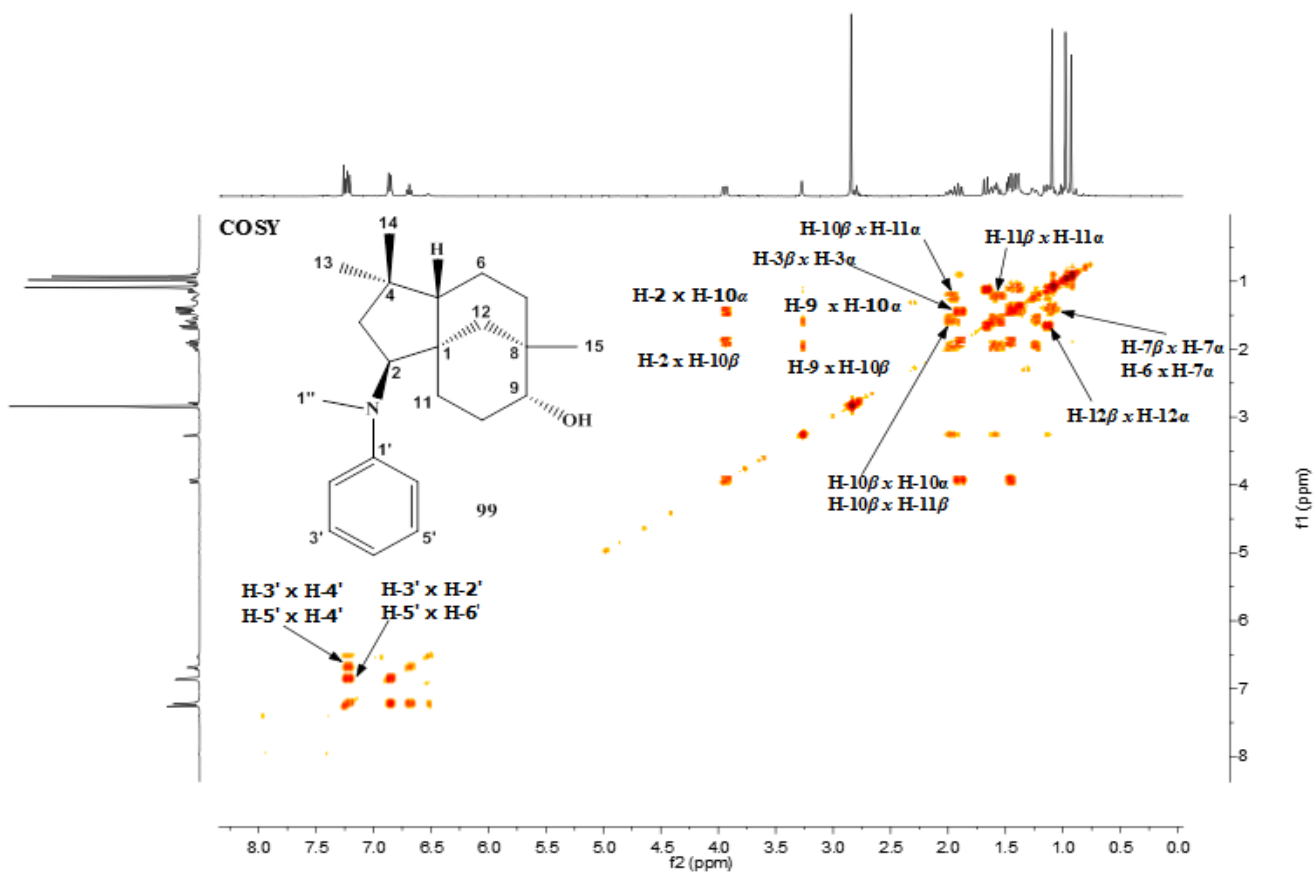 COSY
14
H
13
6
4
12
1
8
15
2
9
11
OH
1"
N
1'
3'
5'
99
H-10β x H-11α
H-11β x H-11α
H-3β x H-3α
H-2 x H-10α
H-9 x H-10α
H-2 x H-10β
H-9 x H-10β
H-7β x H-7α
H-6 x H-7α
H-12β x H-12α
H-10β x H-10α
H-10β x H-11β
H-3' x H-4'
H-5' x H-4'
H-3' x H-2'
H-5' x H-6'
1
2
3
4
5
6
7
8
f1 (ppm)
8.0 7.5 7.0 6.5 6.0 5.5 5.0 4.5 4.0 3.5 3.0 2.5 2.0 1.5 1.0 0.5 0.0
f2 (ppm)